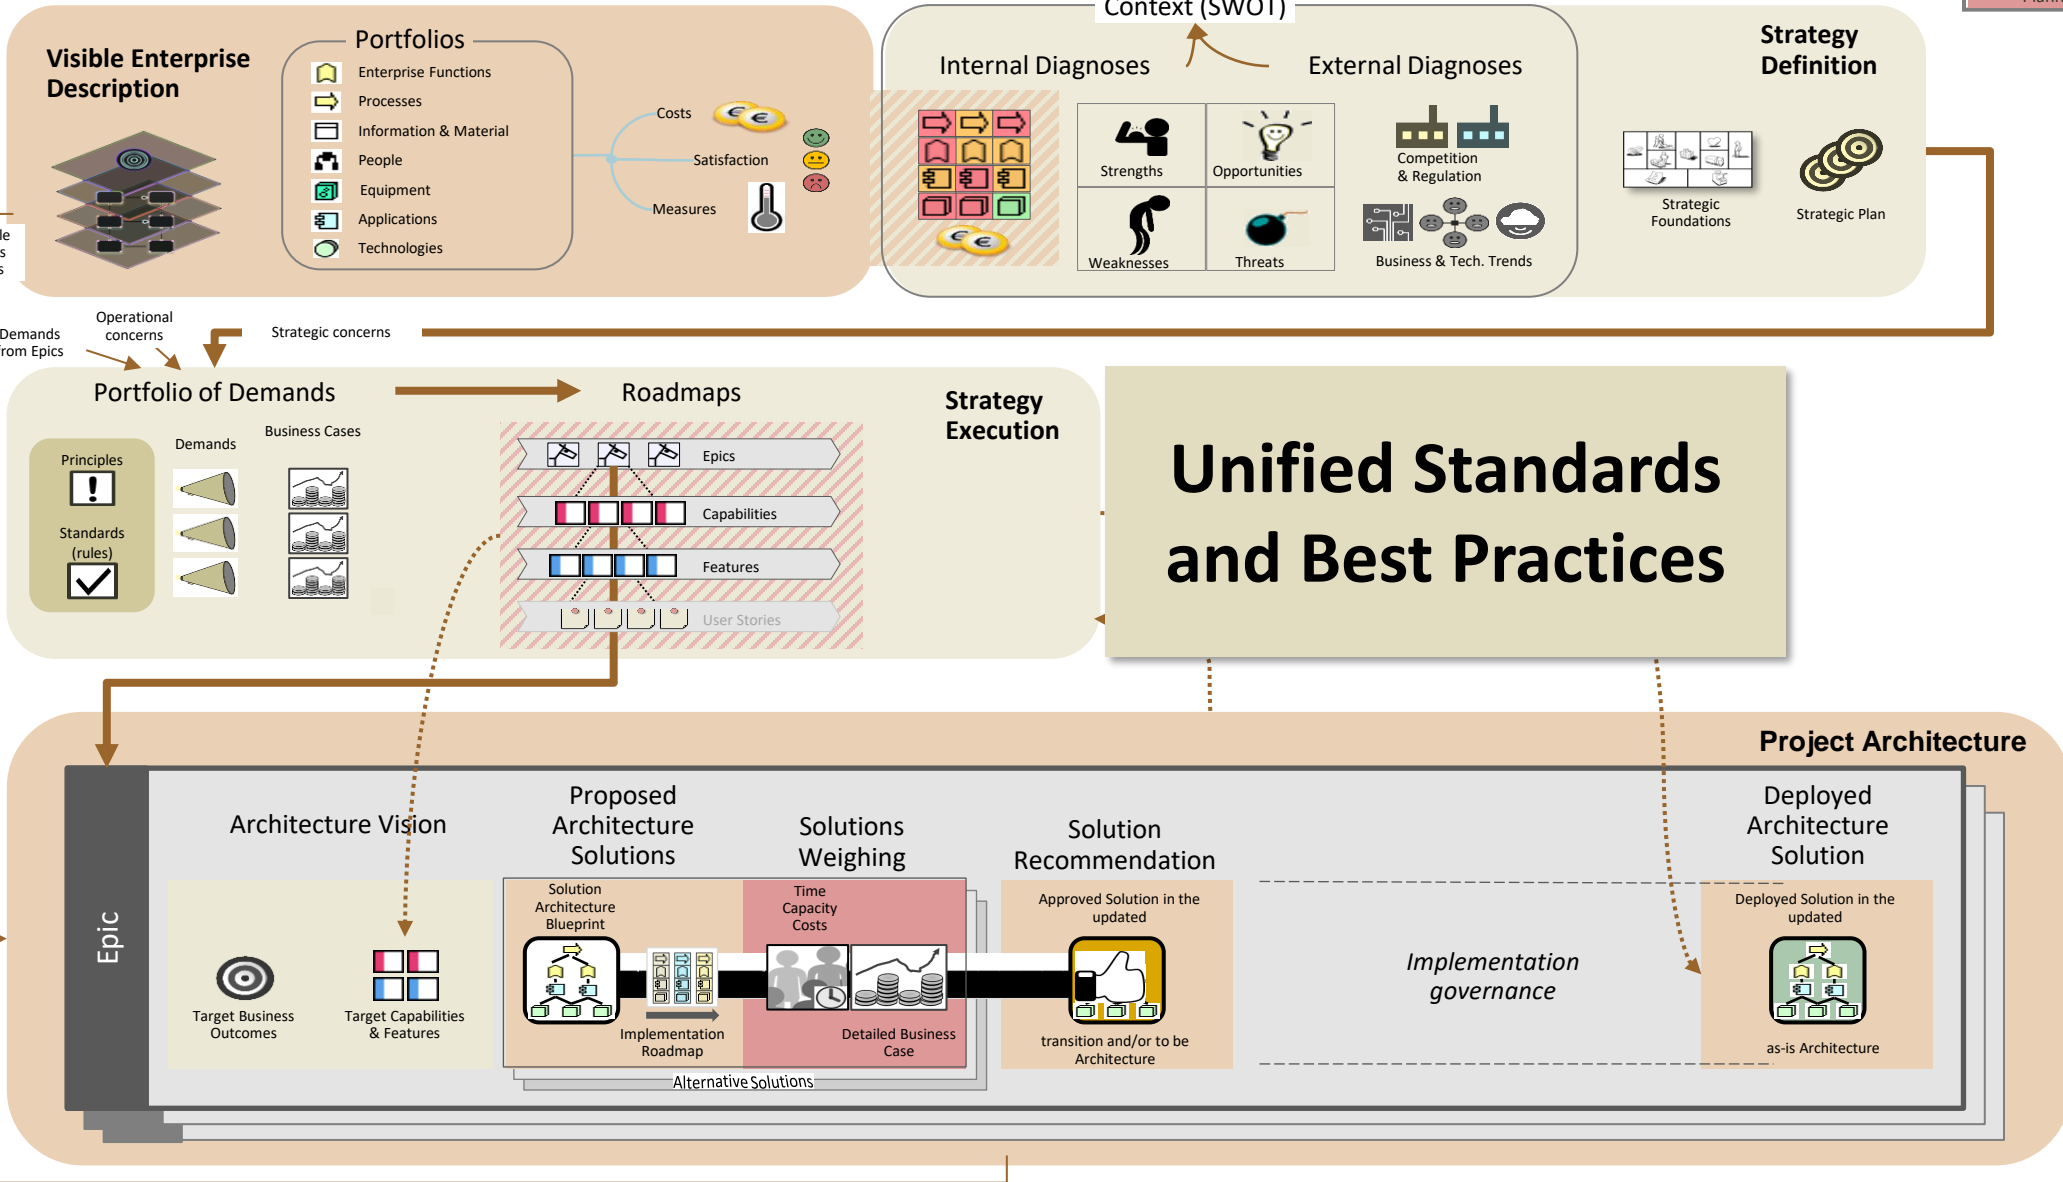 Context (SWOT)
Visible Enterprise
Description
Portfolios
Enterprise Functions
Processes
Information & Material
People
Equipment
Applications
Technologies
Costs
Satisfaction
Measures
Internal Diagnoses
External Diagnoses
Strengths
Opportunities
Weaknesses
Threats
Competition
& Regulation
Business & Tech. Trends
Strategy
Definition
Strategic
Foundations
Strategic Plan
Demands
from Epics
Operational
concerns
Strategic concerns
Portfolio of Demands
Roadmaps
Strategy
Execution
Principles
Standards
(rules)
Demands
Business Cases
Epics
Capabilities
Features
User Stories
Unified Standards
and Best Practices
Project Architecture
Epic
Architecture Vision
Target Business
Outcomes
Target Capabilities
& Features
Proposed
Architecture
Solutions
Solution
Architecture
Blueprint
Implementation
Roadmap
Solutions
Weighing
Time
Capacity
Costs
Detailed Business
Case
Alternative Solutions
Solution
Recommendation
Approved Solution in the
updated
transition and/or to be
Architecture
Implementation
governance
Deployed
Architecture
Solution
Deployed Solution in the
updated
as-is Architecture